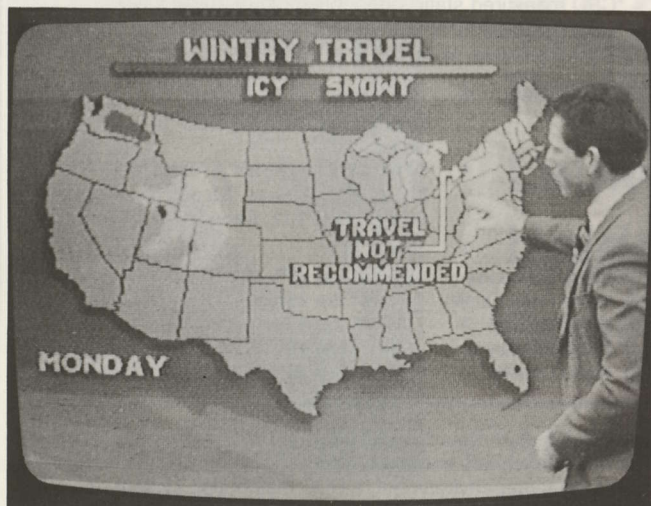 WINTRY TRAVEL
ICY SNOWY
TRAVEL
NOT
RECOMMENDED
MONDAY